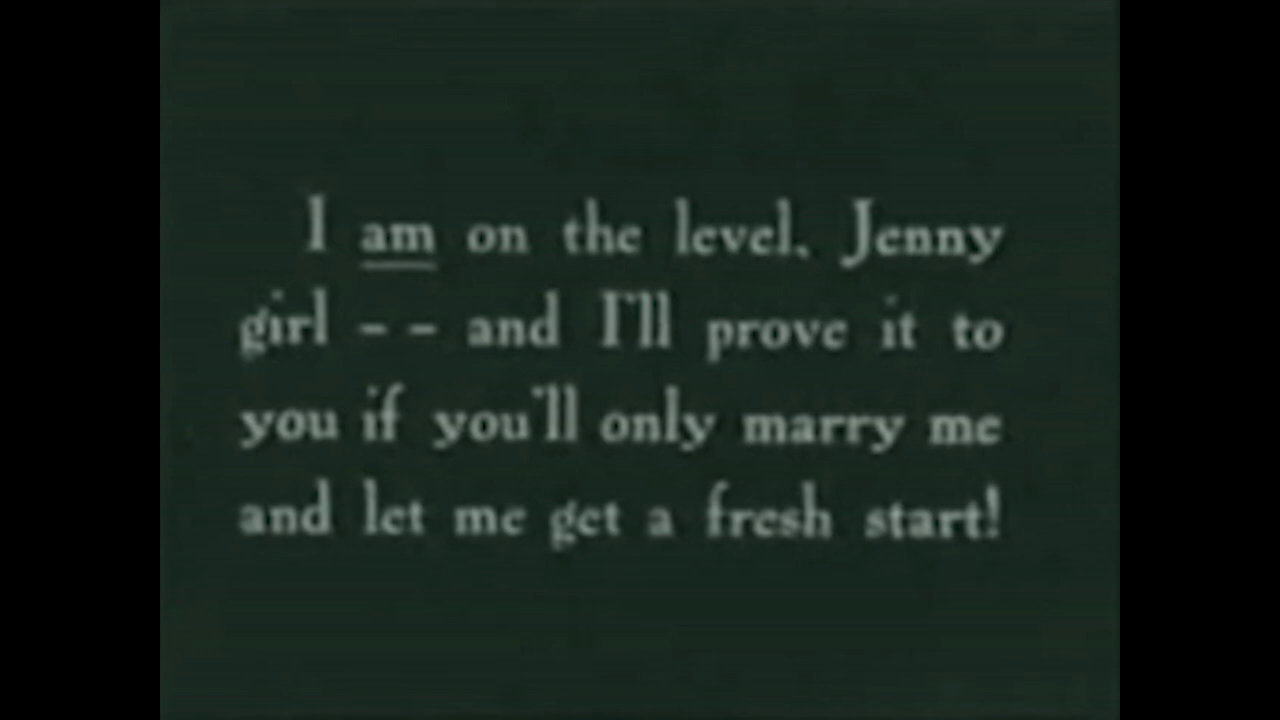 I am on the level, Jenny
girl -- and I'll prove it to
you if you'll only marry me
and let me get a fresh start!